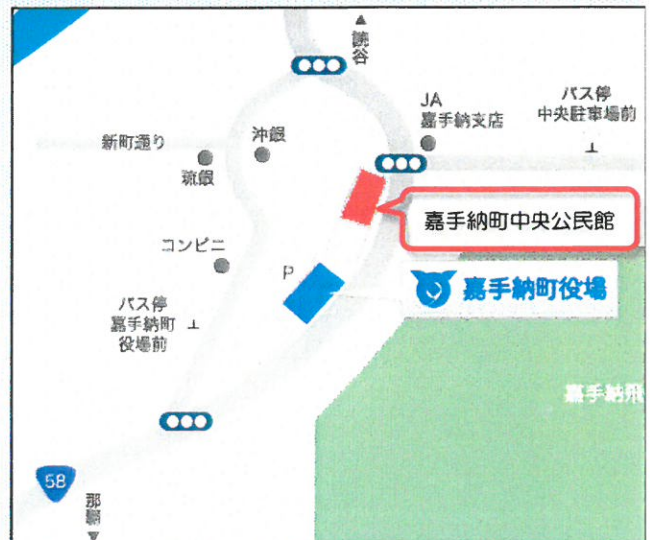 読谷
JA
嘉手納支店
バス停
中央駐車場前
新町通り
沖銀
琉銀
嘉手納町中央公民館
コンビニ
P
嘉手納町役場
バス停
嘉手納町
役場前
嘉手納飛
58
那覇